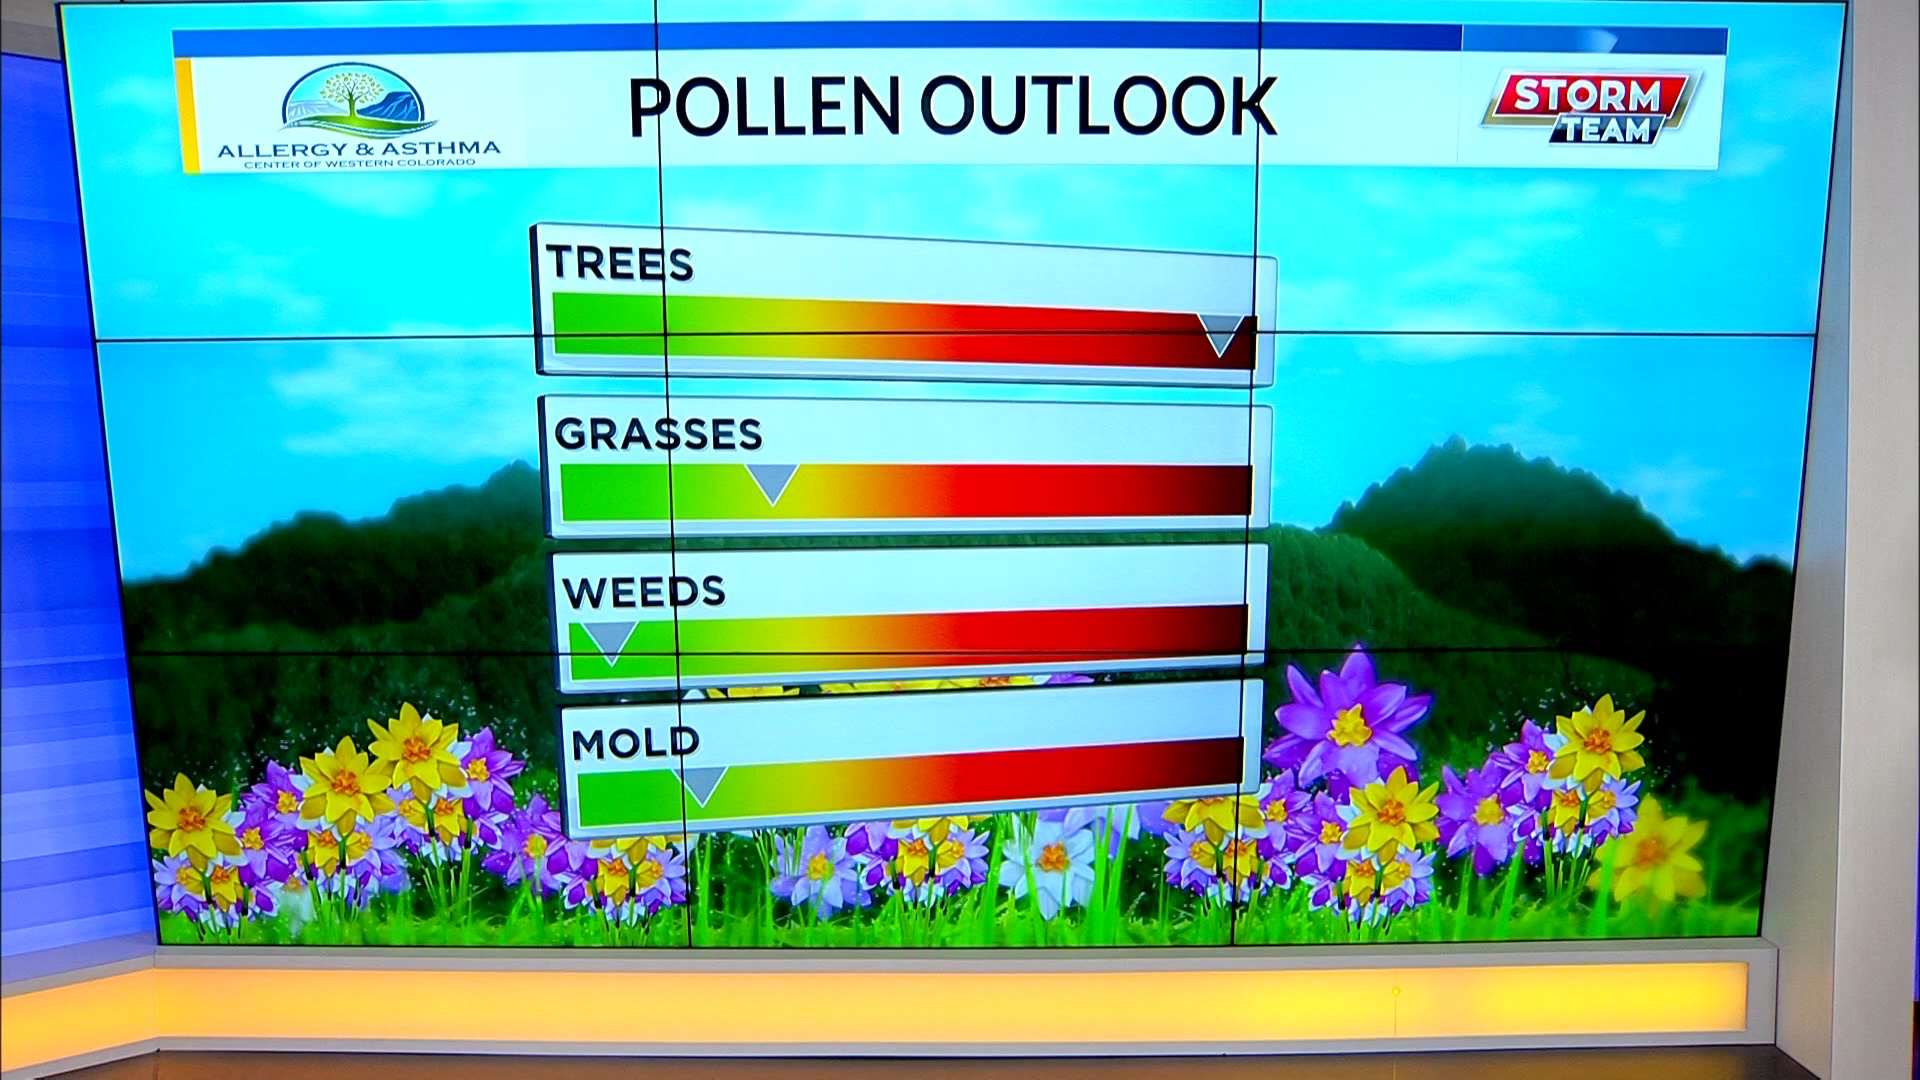 POLLEN OUTLOOK
ALLERGY & ASTHMA
CENTER OF WESTERN COLORADO
STORM
TEAM
TREES
GRASSES
WEEDS
MOLD